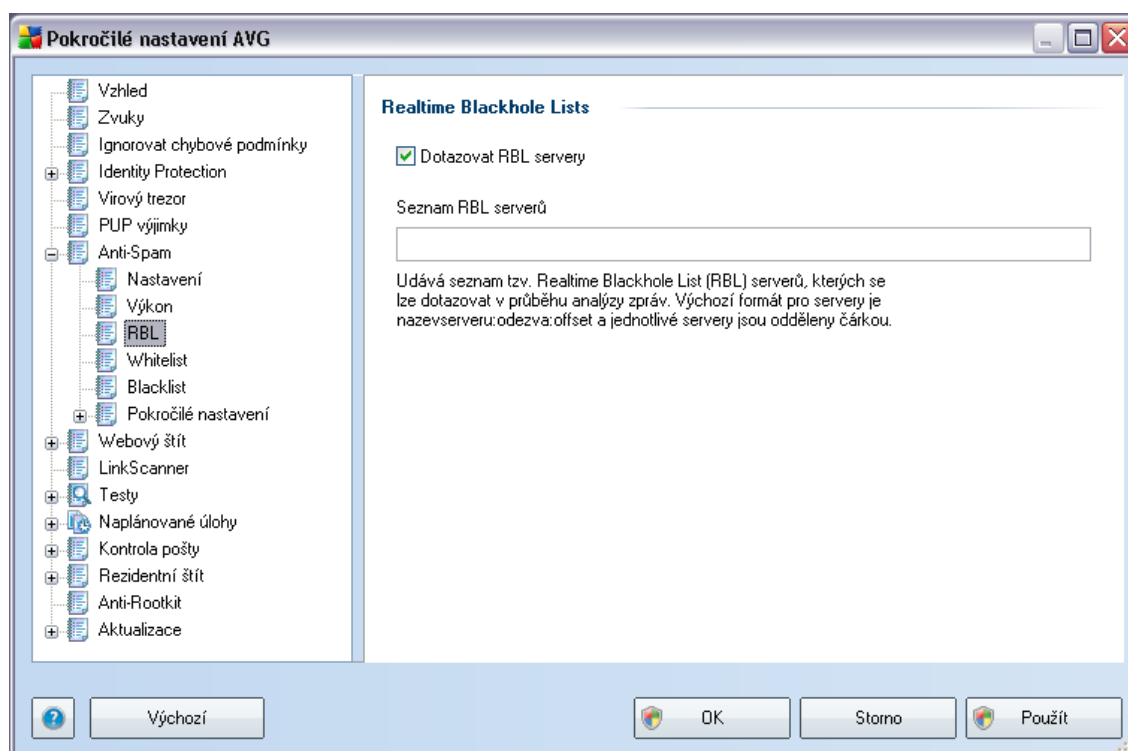 Pokročilé nastavení AVG
Vzhled
Zvuky
Ignorovat chybové podmínky
Identity Protection
Virový trezor
PUP výjimky
Anti-Spam
Nastavení
Výkon
RBL
Whitelist
Blacklist
Pokročilé nastavení
Webový štít
LinkScanner
Testy
Naplánované úlohy
Kontrola pošty
Rezidentní štít
Anti-Rootkit
Aktualizace
Realtime Blackhole Lists
Dotazovat RBL servery
Seznam RBL serverů
Udává seznam tzv. Realtime Blackhole List (RBL) serverů, kterých se
lze dotazovat v průběhu analýzy zpráv. Výchozí formát pro servery je
nazevserveru:odezva:offset a jednotlivé servery jsou odděleny čárkou.
Výchozí
OK
Storno
Použít